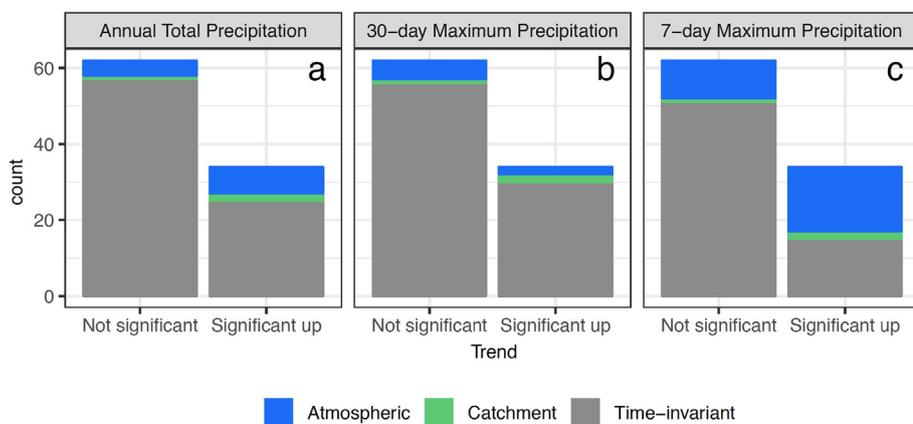 Annual Total Precipitation
30−day Maximum Precipitation
7−day Maximum Precipitation
a
b
c
60
40
20
0
count
Not significant
Significant up
Not significant
Significant up
Not significant
Significant up
Trend
Atmospheric
Catchment
Time−invariant